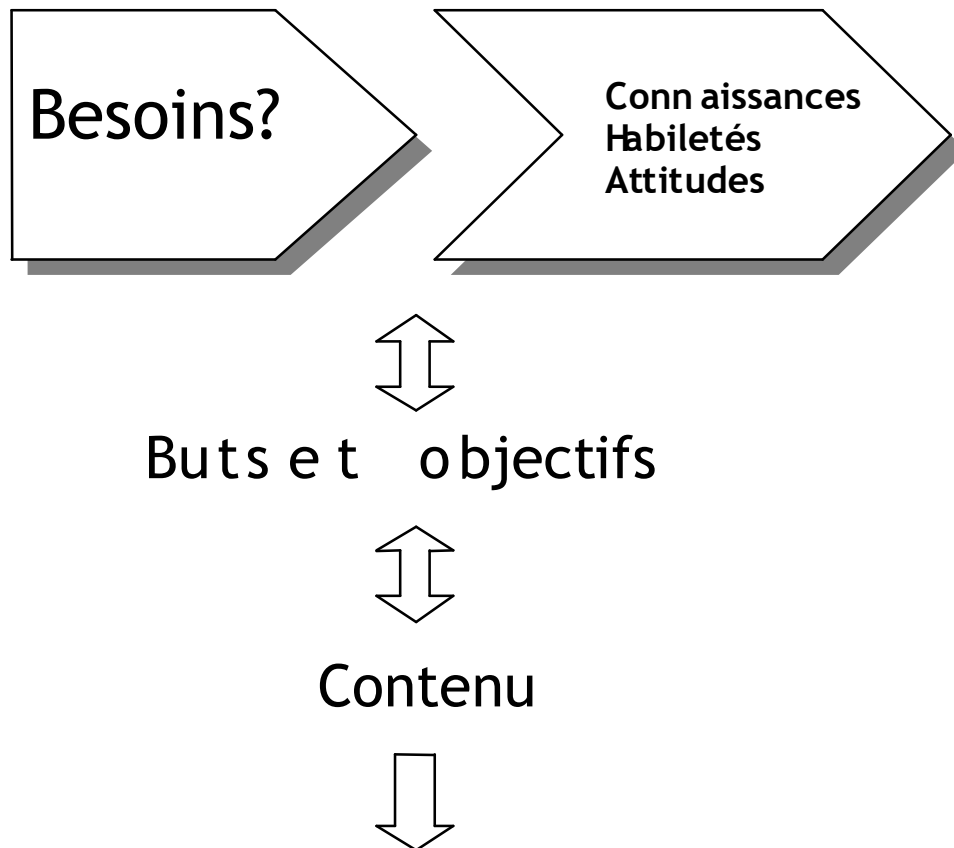 Besoins?
Connaissances
Habiletés
Attitudes
Buts et objectifs
Contenu